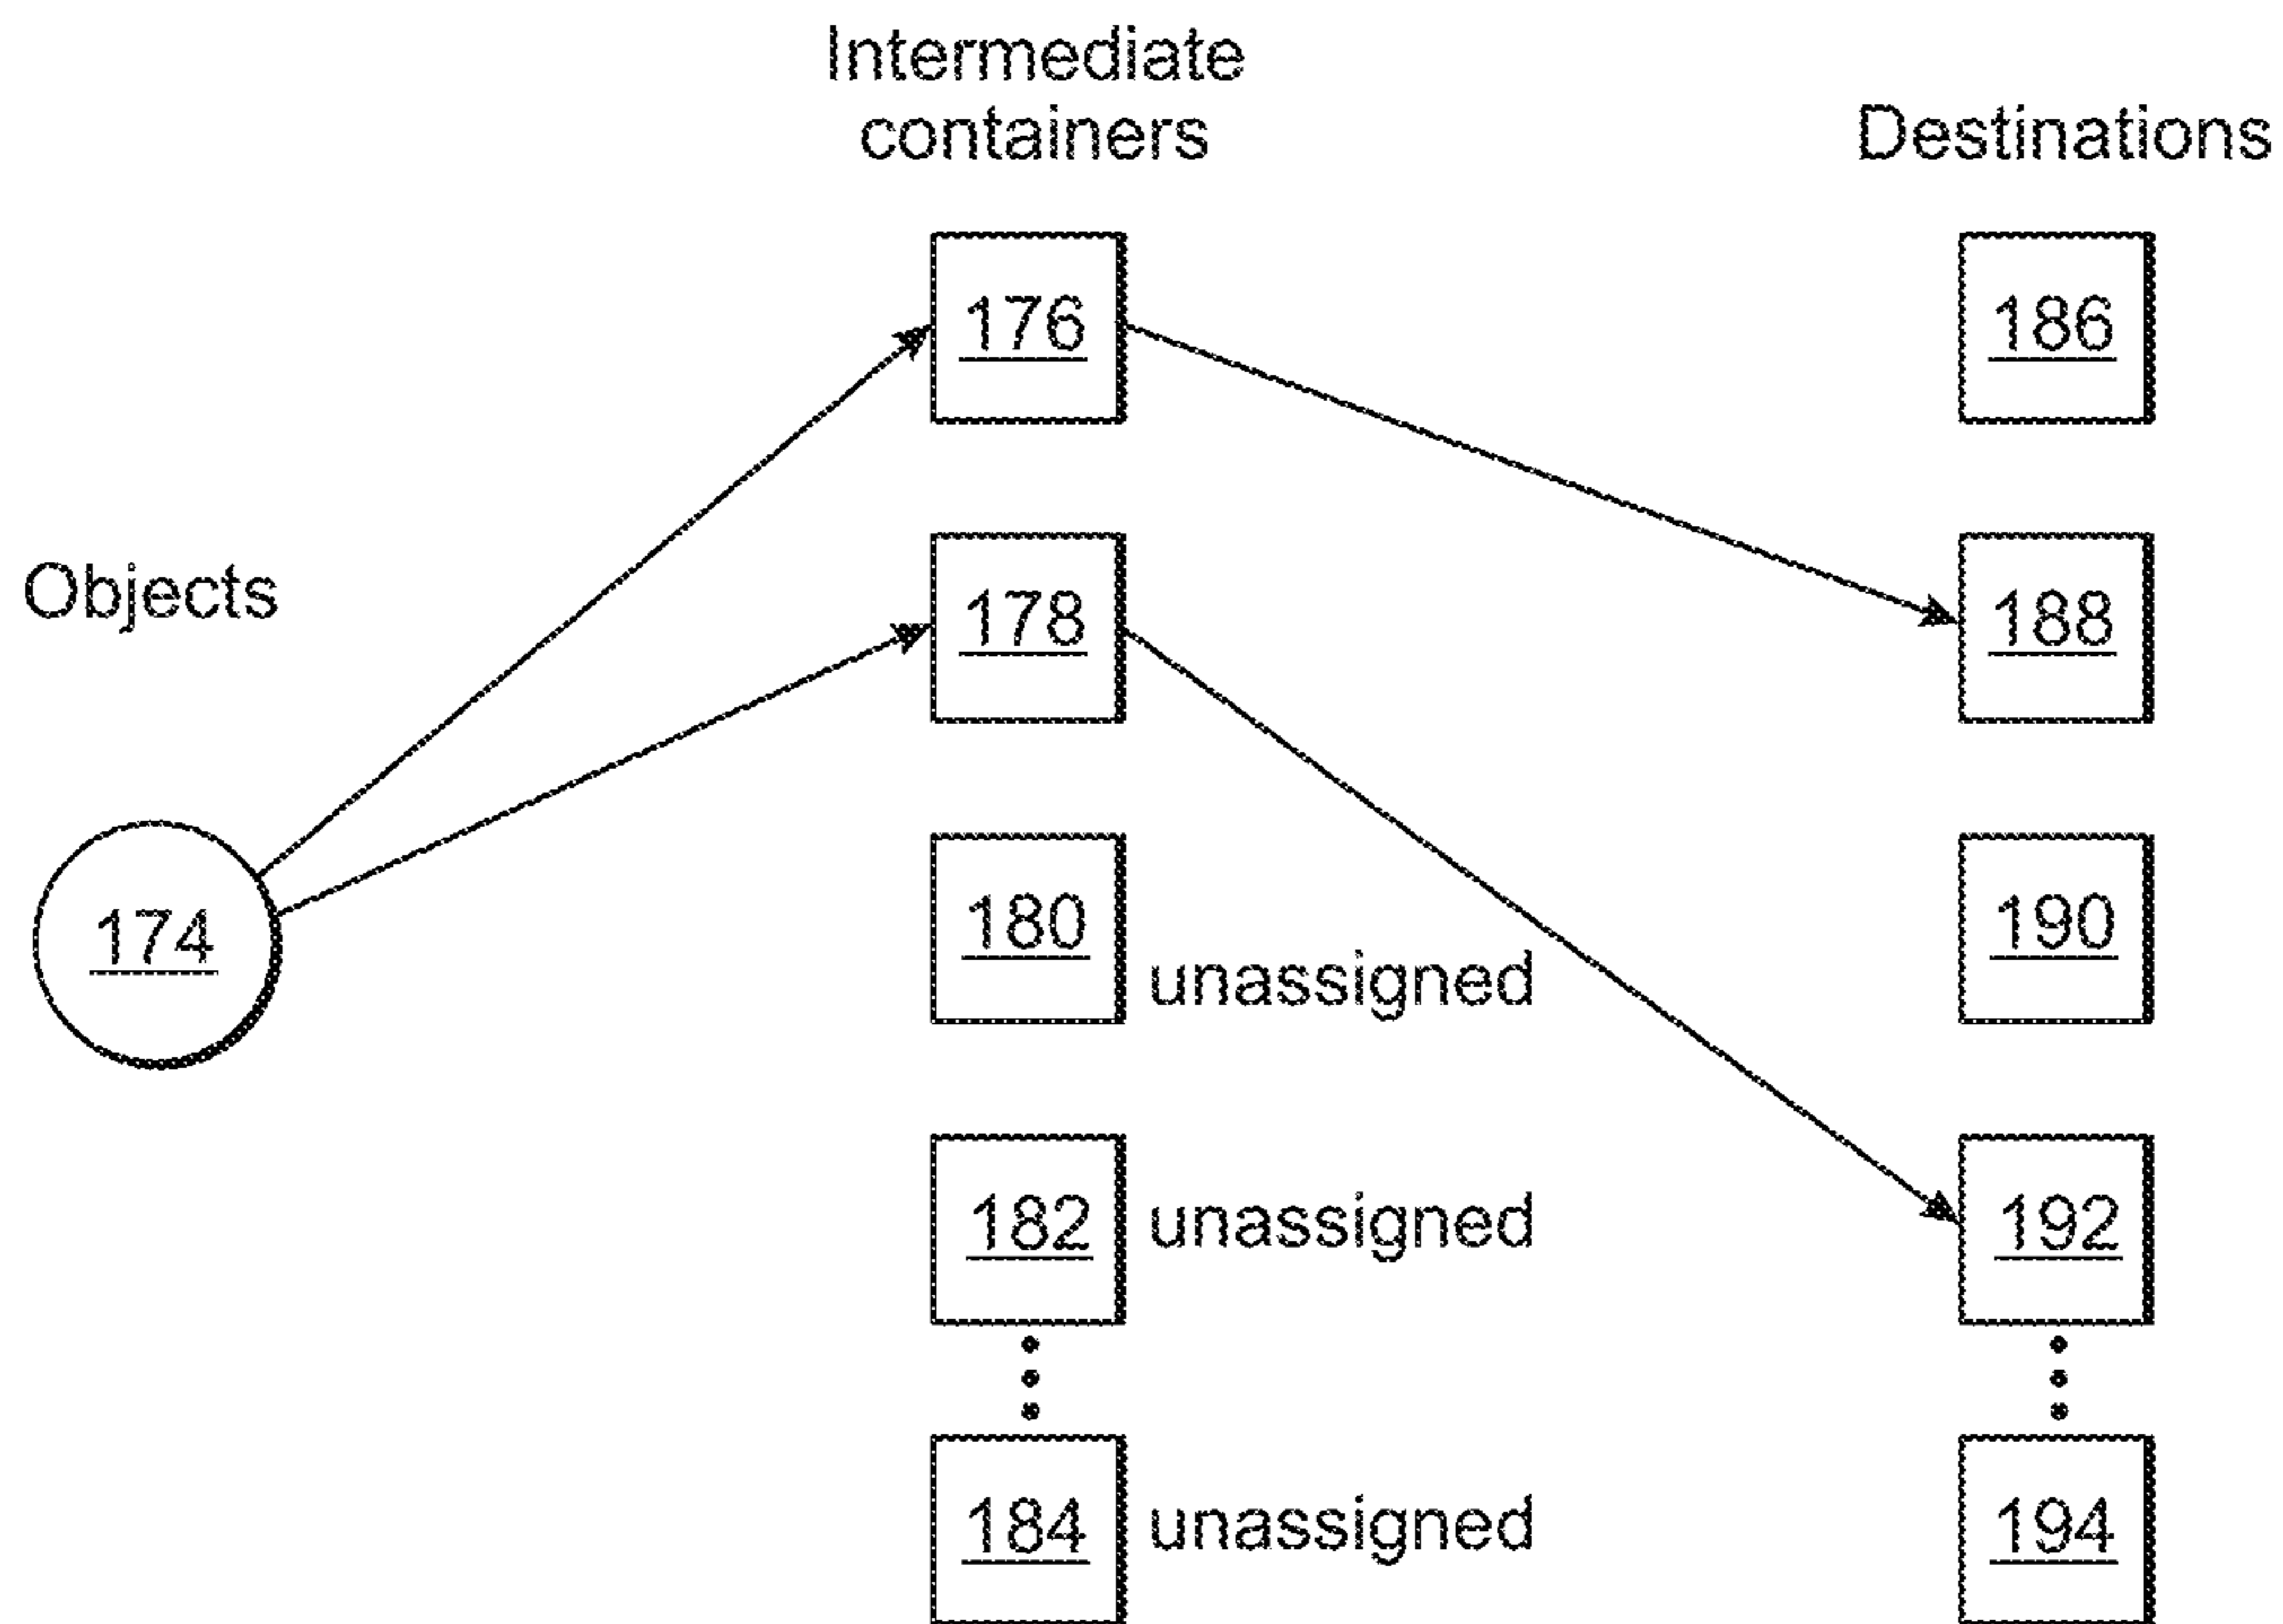 Intermediate
containers
Destinations
176
186
Objects
178
188
174
180
unassigned
190
182
unassigned
192
184
unassigned
194